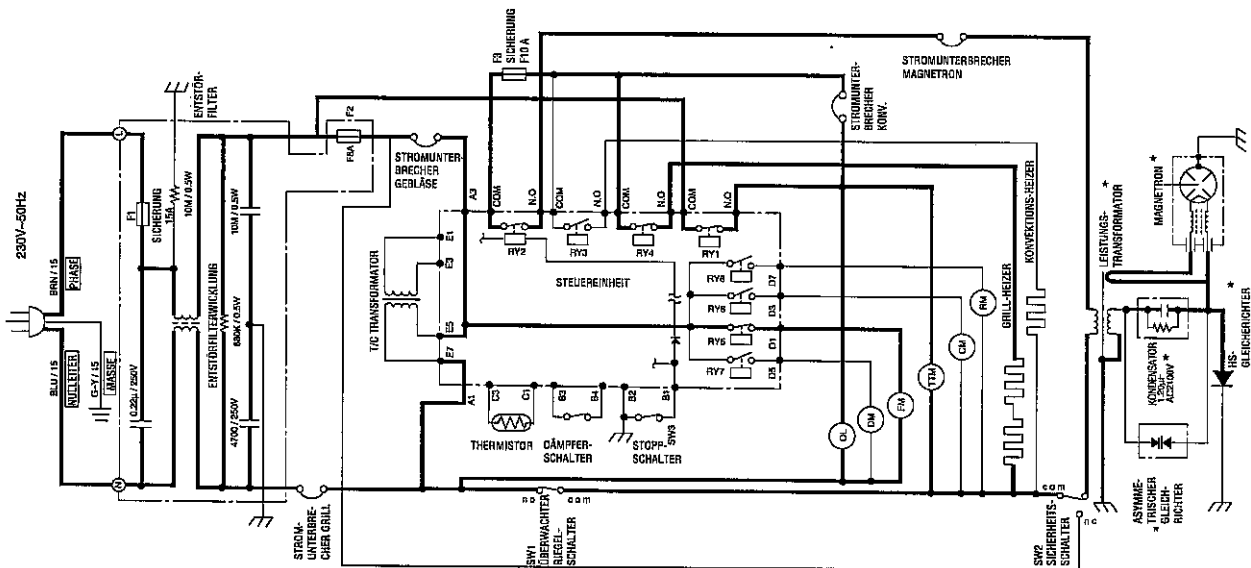 230V~50Hz
BRN / 15
PHASE
BLU / 15
NULLEITER
G-Y / 15
MASSE
L
N
ENTSTÖR-
FILTER
F1
SICHERUNG
15A
10M / 0.5W
0.22µ / 250V
ENTSTÖRFILTERWICKLUNG
10M / 0.5W
680K / 0.5W
4700 / 250V
F2
F8A
STROMUNTER-
BRECHER
GEBLÄSE
STROM-
UNTERBRE-
CHER GRILL
F3
SICHERUNG
F10 A
STROMUNTERBRECHER
MAGNETRON
STROMUNTER-
BRECHER
KONV.
A3
COM
N.O
COM
N.O
COM
N.O
COM
N.O
E1
E3
E5
E7
A1
T/C TRANSFORMATOR
RY2
RY3
RY4
RY1
STEUEREINHEIT
RY6
RY5
RY7
D7
D3
D1
D5
C3
C1
B3
B4
B2
B1
THERMISTOR
DÄMPFER-
SCHALTER
STOPP-
SCHALTER
SW3
KONVEKTIONS-HEIZER
GRILL-HEIZER
OL
DM
FM
TTM
CM
RM
SW1
ÜBERWACHTER
RIEGEL-
SCHALTER
no
com
SW2
SICHERHEITS-
SCHALTER
com
nc
LEISTUNGS-
TRANSFORMATOR
*
MAGNETRON *
KONDENSATOR
1.20µ *
AC2100V
HS-
GLEICHERICHTER
*
ASYMME-
TRISCHER
GLEICH-
RICHTER
*